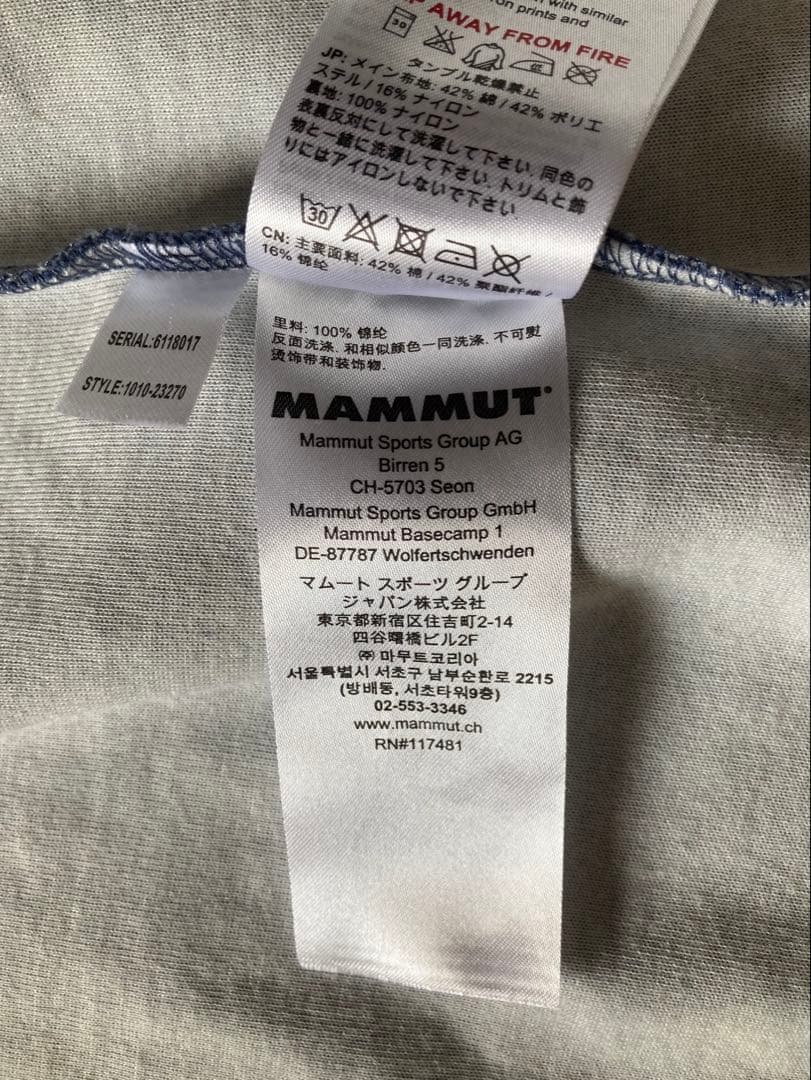 with similar
on prints and
AWAY FROM FIRE
30
JP: メイン布地: 42% 綿 / 42% ポリエ
ステル / 16% ナイロン
裏地: 100% ナイロン
タンブル乾燥禁止
表裏反対にして洗濯して下さい. 同色の
物と一緒に洗濯して下さい. トリムと飾
りにはアイロンしないで下さい
30
CN: 主要面料: 42% 棉 / 42% 聚酯纤维 /
16% 锦纶
里料: 100% 锦纶
反面洗涤. 和相似颜色一同洗涤. 不可熨
烫饰带和装饰物.
SERIAL:6118017
STYLE:1010-23270
MAMMUT
Mammut Sports Group AG
Birren 5
CH-5703 Seon
Mammut Sports Group GmbH
Mammut Basecamp 1
DE-87787 Wolfertschwenden
マムート スポーツ グループ
ジャパン株式会社
東京都新宿区住吉町2-14
四谷曙橋ビル2F
㈜ 마무트코리아
서울특별시 서초구 남부순환로 2215
(방배동, 서초타워9층)
02-553-3346
www.mammut.ch
RN#117481